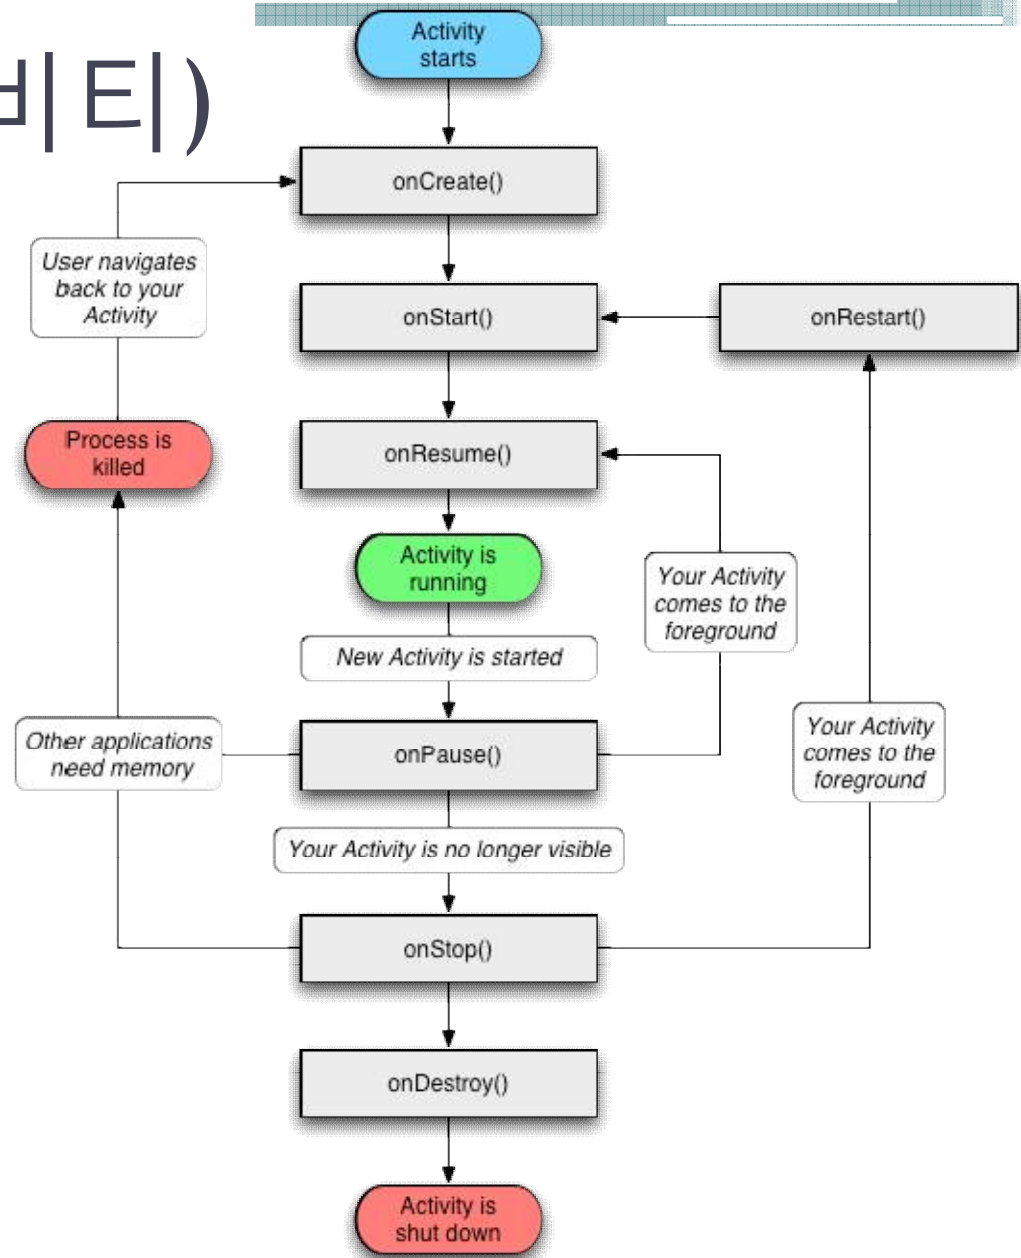 Activity
starts
비티)
onCreate()
User navigates
back to your
Activity
onStart()
onRestart()
onResume()
Process is
killed
Activity is
running
Your Activity
comes to the
foreground
New Activity is started
Other applications
need memory
onPause()
Your Activity
comes to the
foreground
Your Activity is no longer visible
onStop()
onDestroy()
Activity is
shut down